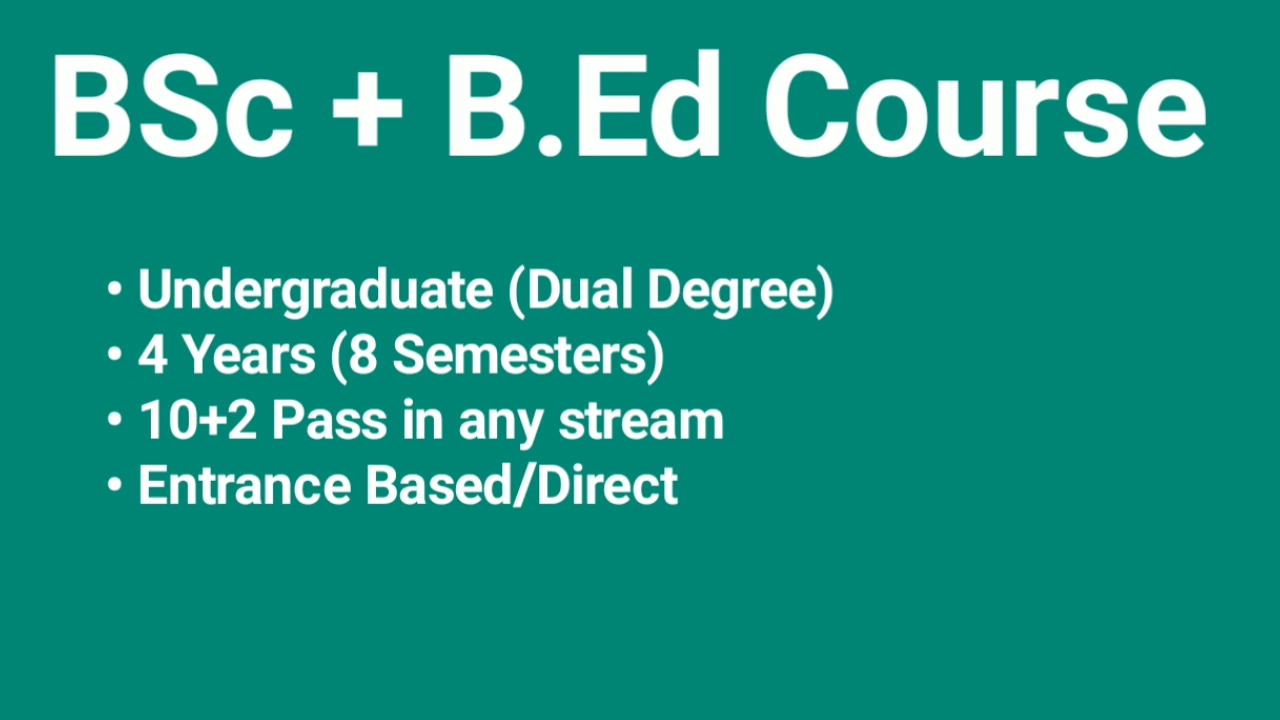 BSc + B.Ed Course
• Undergraduate (Dual Degree)
• 4 Years (8 Semesters)
• 10+2 Pass in any stream
• Entrance Based/Direct